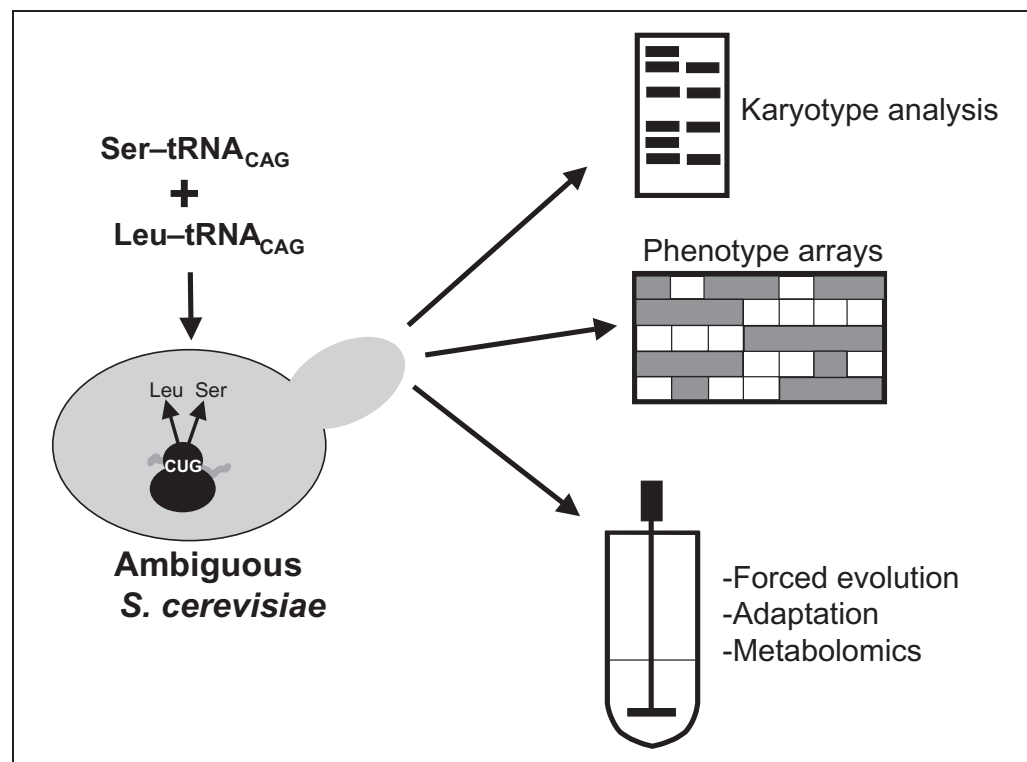 Ser–tRNACAG
+
Leu–tRNACAG
Leu Ser
CUG
Ambiguous
S. cerevisiae
Karyotype analysis
Phenotype arrays
-Forced evolution
-Adaptation
-Metabolomics